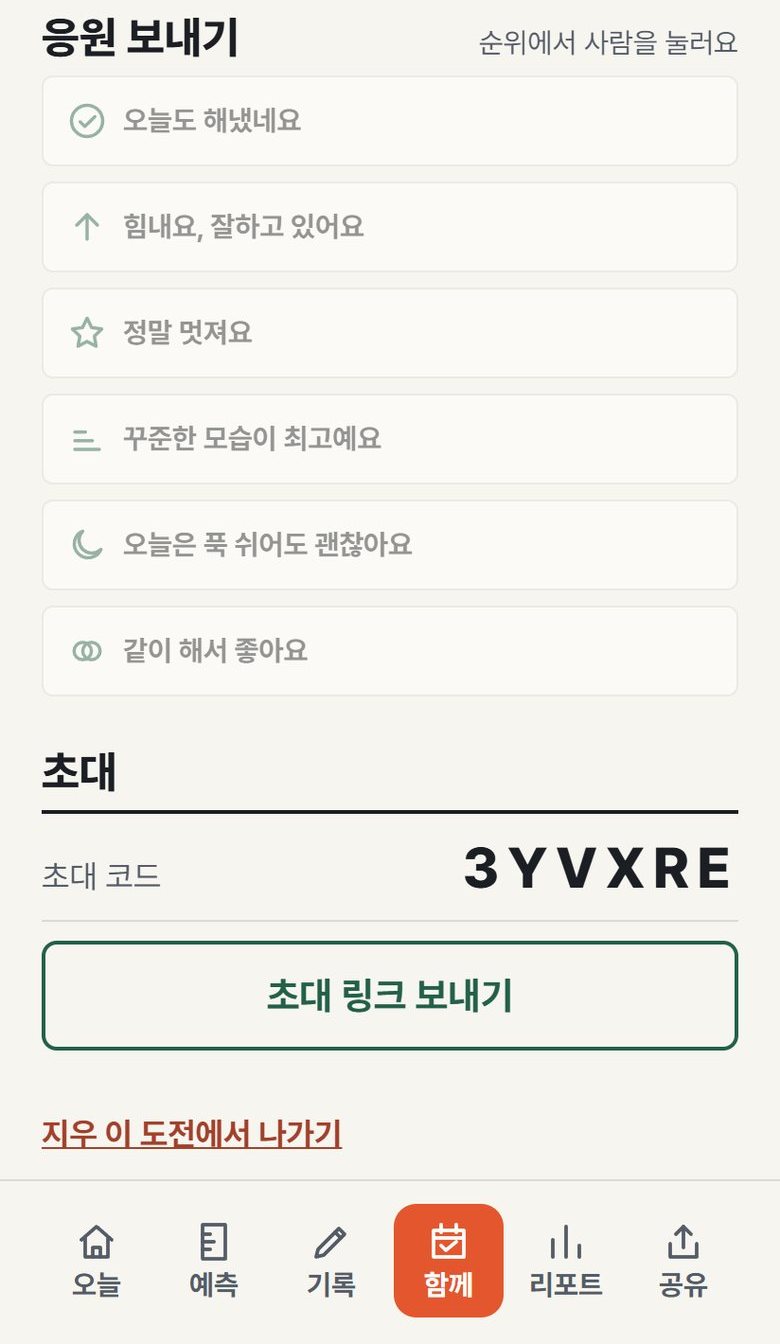 응원 보내기
순위에서 사람을 눌러요
오늘도 해냈네요
힘내요, 잘하고 있어요
정말 멋져요
꾸준한 모습이 최고예요
오늘은 푹 쉬어도 괜찮아요
같이 해서 좋아요
초대
초대 코드
3YVXRE
초대 링크 보내기
지우 이 도전에서 나가기
오늘
예측
기록
함께
리포트
공유